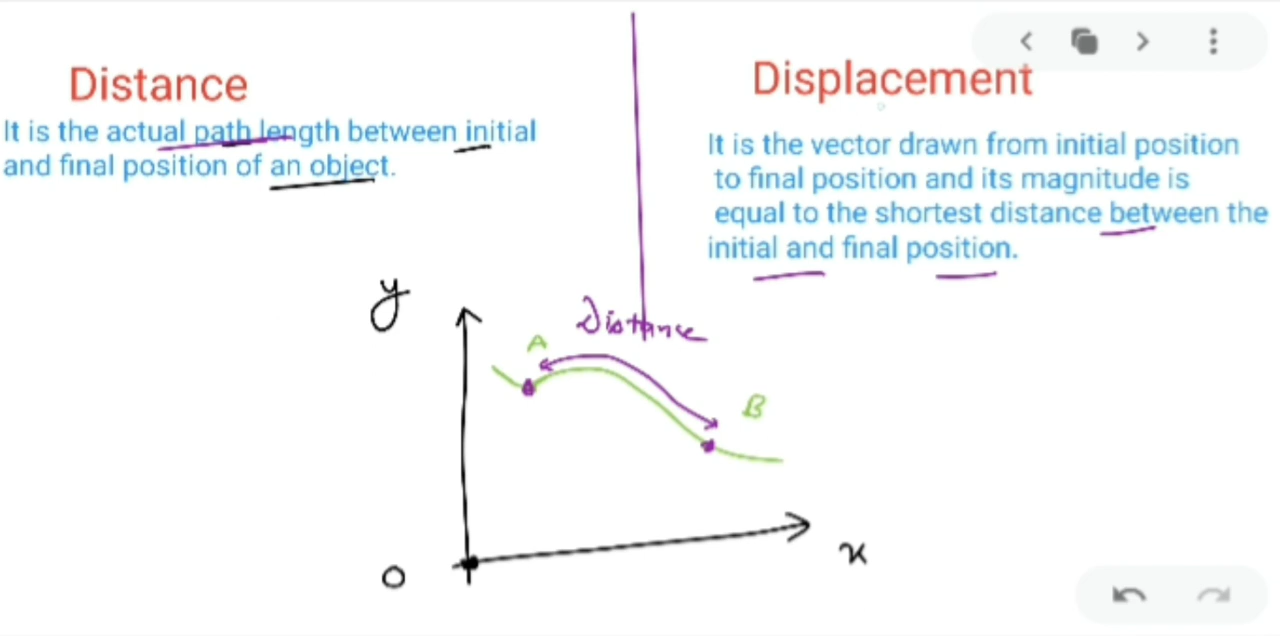 Distance
It is the actual path length between initial
and final position of an object.
Displacement
It is the vector drawn from initial position
to final position and its magnitude is
equal to the shortest distance between the
initial and final position.
y
Distance
A
B
O
x